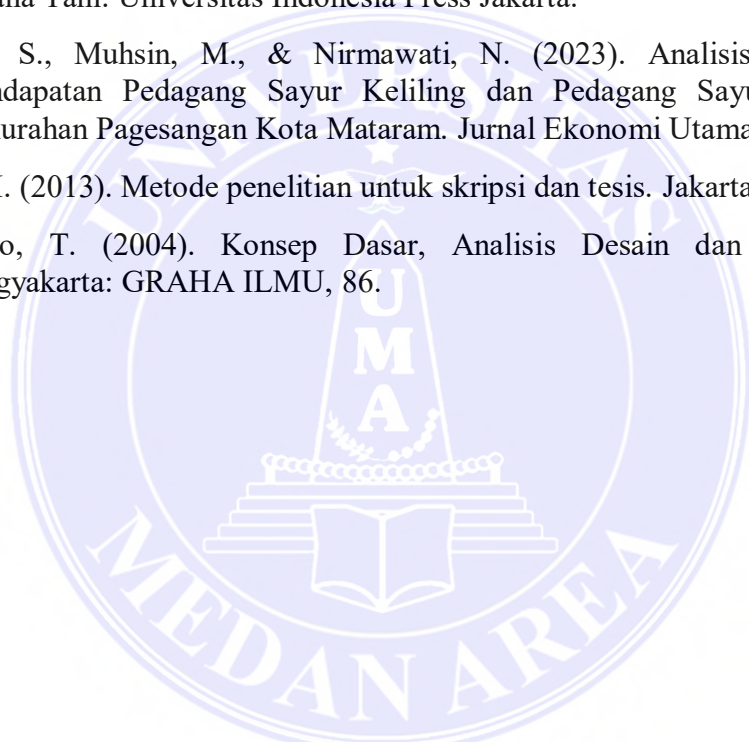 Tani. Universitas Indonesia Press Jakarta.
S., Muhsin, M., & Nirmawati, N. (2023). Analisis
ndapatan Pedagang Sayur Keliling dan Pedagang Sayu
urahan Pagesangan Kota Mataram. Jurnal Ekonomi Utama
(2013). Metode penelitian untuk skripsi dan tesis. Jakarta
o, T. (2004). Konsep Dasar, Analisis Desain dan
gyakarta: GRAHA ILMU, 86.
UNIVERSITAS
UMA
MEDAN AREA